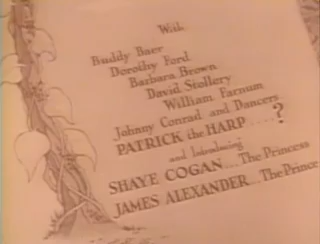 With
Buddy Baer
Dorothy Ford
Barbara Brown
David Stollery
William Farnum
Johnny Conrad and Dancers
PATRICK the HARP ....?
and Introducing
SHAYE COGAN...The Princess
JAMES ALEXANDER...The Prince